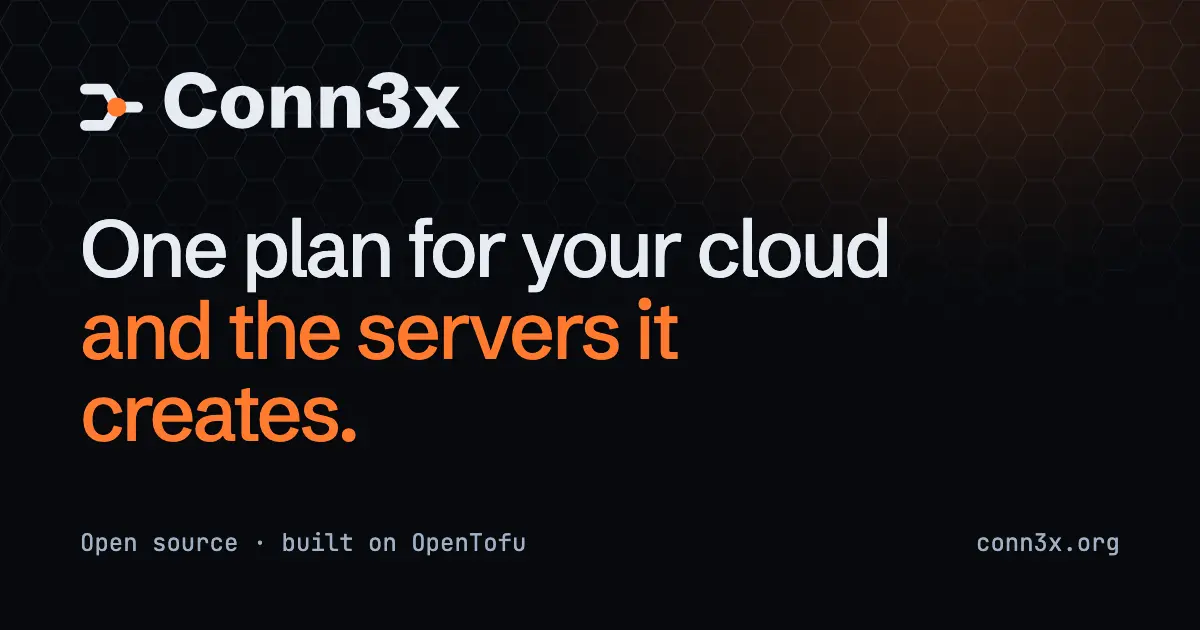 Conn3x
One plan for your cloud
and the servers it
creates.
Open source · built on OpenTofu
conn3x.org